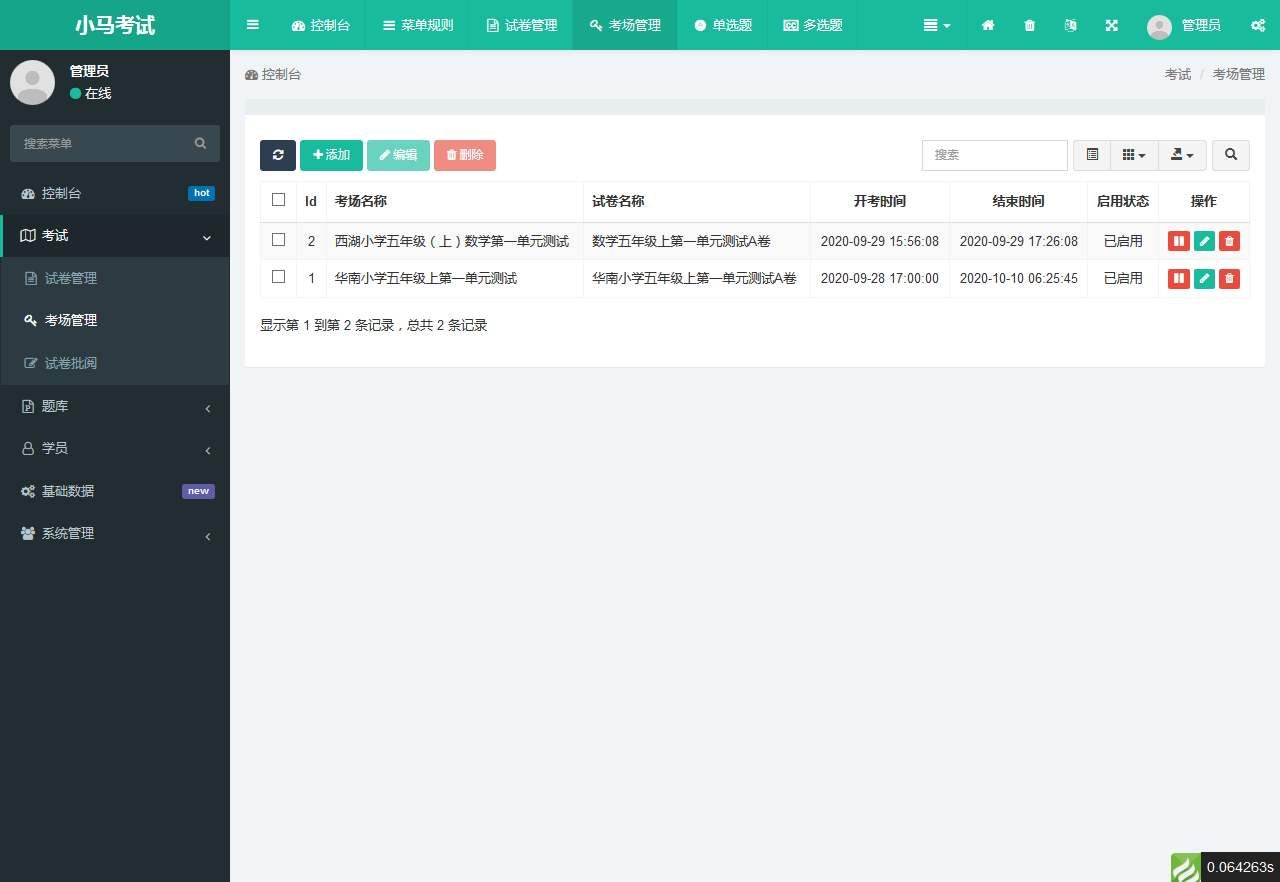 小马考试
控制台 菜单规则 试卷管理 考场管理 单选题 多选题 管理员
管理员
在线
搜索菜单
控制台 hot
考试
试卷管理
考场管理
试卷批阅
题库
学员
基础数据 new
系统管理
控制台 考试 / 考场管理
添加 编辑 删除 搜索
Id 考场名称 试卷名称 开考时间 结束时间 启用状态 操作
2 西湖小学五年级（上）数学第一单元测试 数学五年级上第一单元测试A卷 2020-09-29 15:56:08 2020-09-29 17:26:08 已启用
1 华南小学五年级上第一单元测试 华南小学五年级上第一单元测试A卷 2020-09-28 17:00:00 2020-10-10 06:25:45 已启用
显示第 1 到第 2 条记录，总共 2 条记录
0.064263s